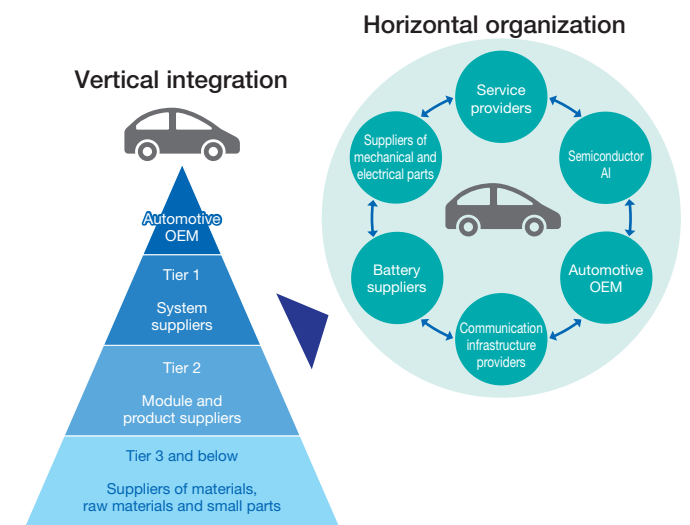 Vertical integration
Automotive
OEM
Tier 1
System
suppliers
Tier 2
Module and
product suppliers
Tier 3 and below
Suppliers of materials,
raw materials and small parts
Horizontal organization
Service
providers
Semiconductor
AI
Automotive
OEM
Communication
infrastructure
providers
Battery
suppliers
Suppliers of
mechanical and
electrical parts